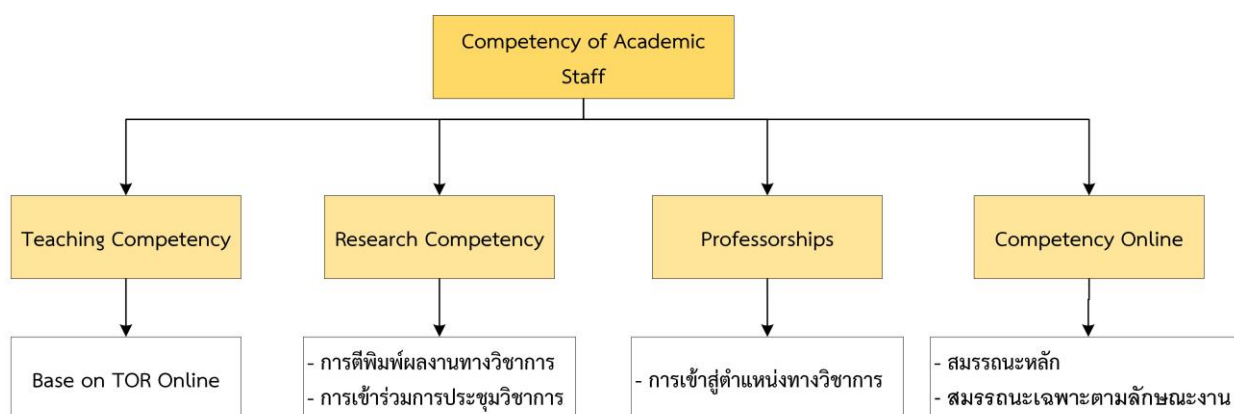 Competency of Academic
Staff
Teaching Competency
Research Competency
Professorships
Competency Online
Base on TOR Online
- การตีพิมพ์ผลงานทางวิชาการ
- การเข้าร่วมการประชุมวิชาการ
- การเข้าสู่ตำแหน่งทางวิชาการ
- สมรรถนะหลัก
- สมรรถนะเฉพาะตามลักษณะงาน